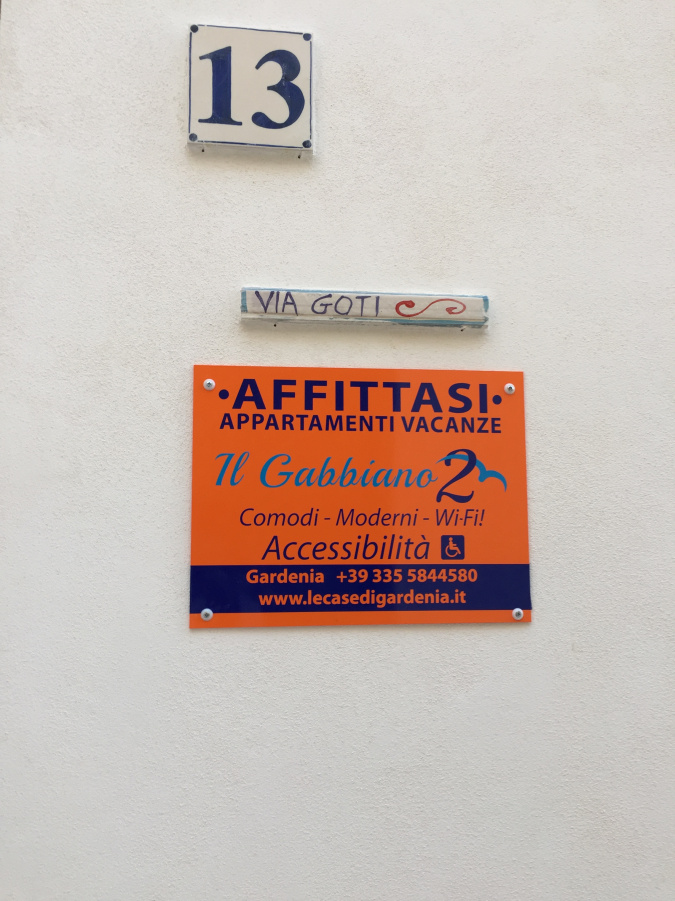 13
VIA GOTI
•AFFITTASI•
APPARTAMENTI VACANZE
Il Gabbiano 2
Comodi - Moderni - Wi-Fi!
Accessibilità
Gardenia +39 335 5844580
www.lecasedigardenia.it